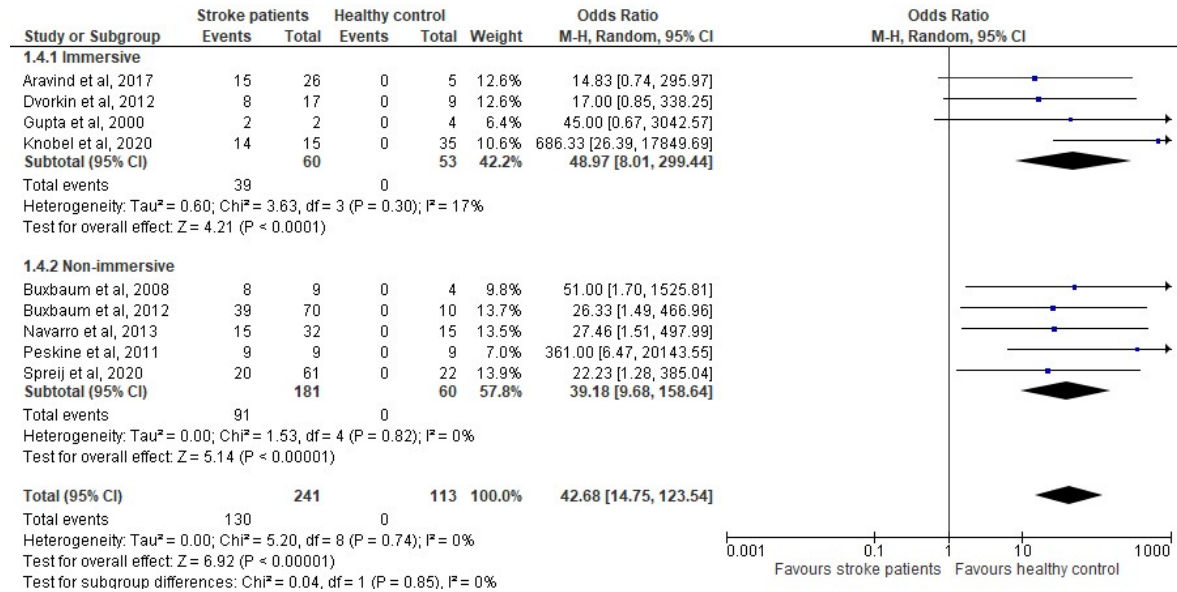 Stroke patients Healthy control Odds Ratio Odds Ratio
Study or Subgroup Events Total Events Total Weight M-H, Random, 95% CI M-H, Random, 95% CI
1.4.1 Immersive
Aravind et al, 2017 15 26 0 5 12.6% 14.83 [0.74, 295.97]
Dvorkin et al, 2012 8 17 0 9 12.6% 17.00 [0.85, 338.25]
Gupta et al, 2000 2 2 0 4 6.4% 45.00 [0.67, 3042.57]
Knobel et al, 2020 14 15 0 35 10.6% 686.33 [26.39, 17849.69]
Subtotal (95% CI) 60 53 42.2% 48.97 [8.01, 299.44]
Total events 39 0
Heterogeneity: Tau² = 0.60; Chi² = 3.63, df = 3 (P = 0.30); I² = 17%
Test for overall effect: Z = 4.21 (P < 0.0001)
1.4.2 Non-immersive
Buxbaum et al, 2008 8 9 0 4 9.8% 51.00 [1.70, 1525.81]
Buxbaum et al, 2012 39 70 0 10 13.7% 26.33 [1.49, 466.96]
Navarro et al, 2013 15 32 0 15 13.5% 27.46 [1.51, 497.99]
Peskine et al, 2011 9 9 0 9 7.0% 361.00 [6.47, 20143.55]
Spreij et al, 2020 20 61 0 22 13.9% 22.23 [1.28, 385.04]
Subtotal (95% CI) 181 60 57.8% 39.18 [9.68, 158.64]
Total events 91 0
Heterogeneity: Tau² = 0.00; Chi² = 1.53, df = 4 (P = 0.82); I² = 0%
Test for overall effect: Z = 5.14 (P < 0.00001)
Total (95% CI) 241 113 100.0% 42.68 [14.75, 123.54]
Total events 130 0
Heterogeneity: Tau² = 0.00; Chi² = 5.20, df = 8 (P = 0.74); I² = 0%
Test for overall effect: Z = 6.92 (P < 0.00001)
Test for subgroup differences: Chi² = 0.04, df = 1 (P = 0.85), I² = 0%
0.001 0.1 1 10 1000
Favours stroke patients Favours healthy control